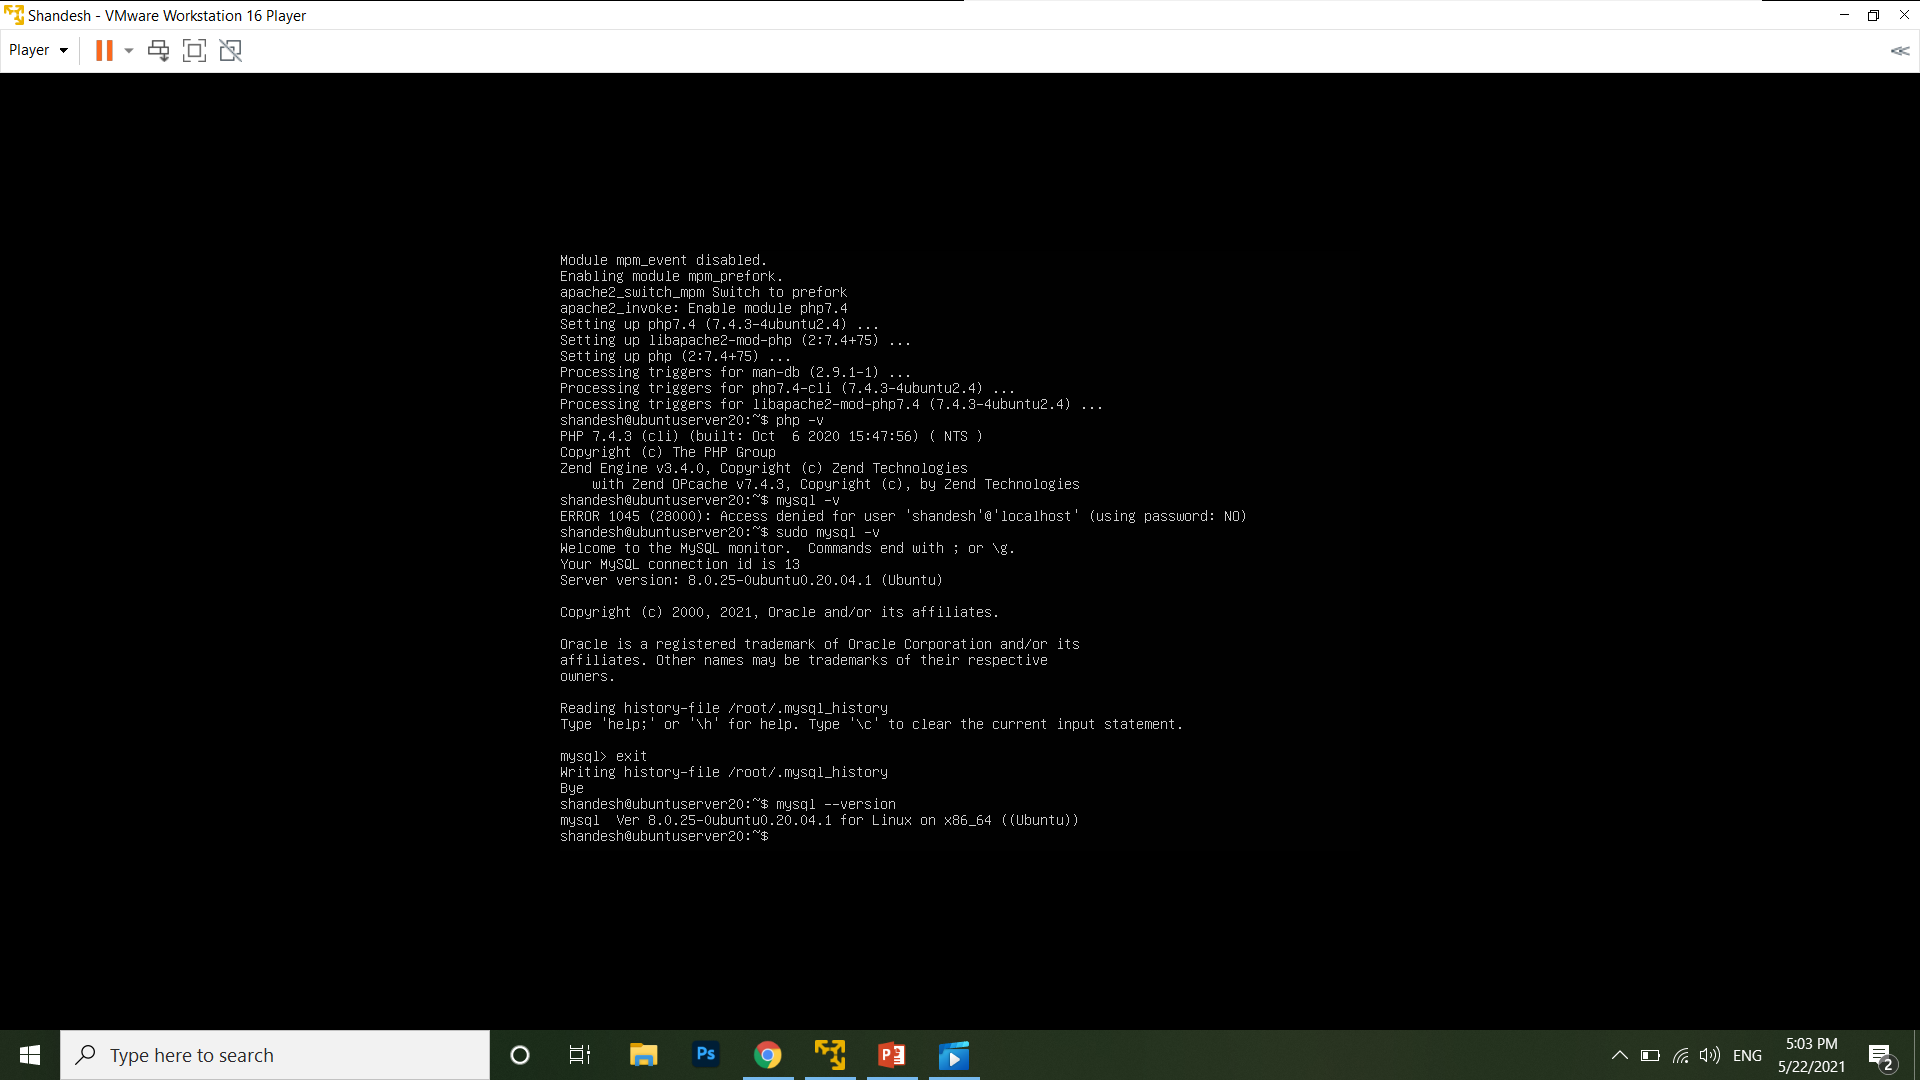 Shandesh - VMware Workstation 16 Player
Player
Module mpm_event disabled.
Enabling module mpm_prefork.
apache2_switch_mpm Switch to prefork
apache2_invoke: Enable module php7.4
Setting up php7.4 (7.4.3-4ubuntu2.4) ...
Setting up libapache2-mod-php (2:7.4+75) ...
Setting up php (2:7.4+75) ...
Processing triggers for man-db (2.9.1-1) ...
Processing triggers for php7.4-cli (7.4.3-4ubuntu2.4) ...
Processing triggers for libapache2-mod-php7.4 (7.4.3-4ubuntu2.4) ...
shandesh@ubuntuserver20:~$ php -v
PHP 7.4.3 (cli) (built: Oct  6 2020 15:47:56) ( NTS )
Copyright (c) The PHP Group
Zend Engine v3.4.0, Copyright (c) Zend Technologies
    with Zend OPcache v7.4.3, Copyright (c), by Zend Technologies
shandesh@ubuntuserver20:~$ mysql -v
ERROR 1045 (28000): Access denied for user 'shandesh'@'localhost' (using password: NO)
shandesh@ubuntuserver20:~$ sudo mysql -v
Welcome to the MySQL monitor.  Commands end with ; or \g.
Your MySQL connection id is 13
Server version: 8.0.25-0ubuntu0.20.04.1 (Ubuntu)
Copyright (c) 2000, 2021, Oracle and/or its affiliates.
Oracle is a registered trademark of Oracle Corporation and/or its
affiliates. Other names may be trademarks of their respective
owners.
Reading history-file /root/.mysql_history
Type 'help;' or '\h' for help. Type '\c' to clear the current input statement.
mysql> exit
Writing history-file /root/.mysql_history
Bye
shandesh@ubuntuserver20:~$ mysql --version
mysql  Ver 8.0.25-0ubuntu0.20.04.1 for Linux on x86_64 ((Ubuntu))
shandesh@ubuntuserver20:~$
Type here to search
Ps
P
ENG
5:03 PM
5/22/2021
2